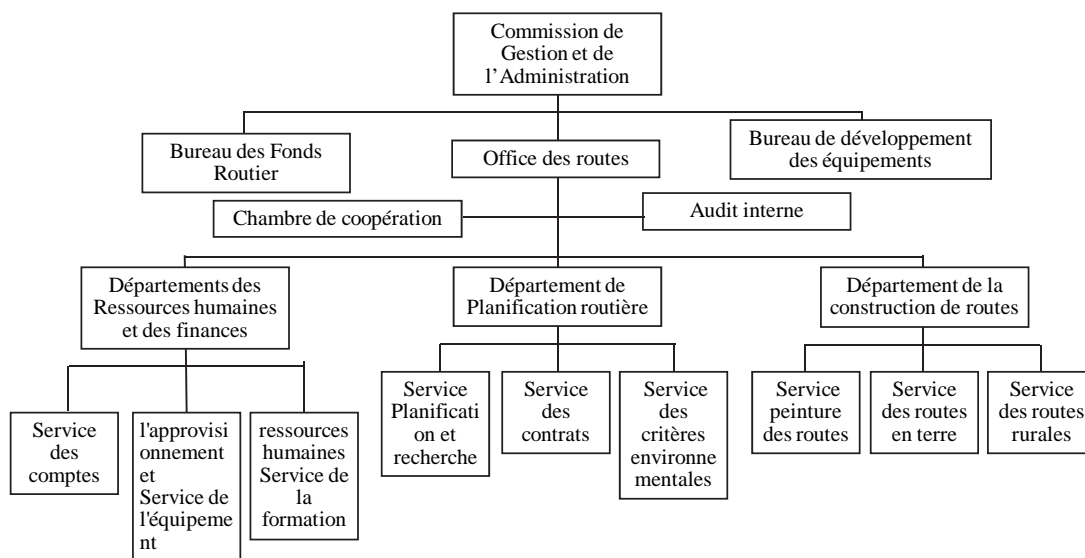 Commission de
Gestion et de
l’Administration
Bureau des Fonds
Routier
Office des routes
Bureau de développement
des équipements
Chambre de coopération
Audit interne
Départements des
Ressources humaines
et des finances
Département de
Planification routière
Département de la
construction de routes
Service
des
comptes
l'approvisi
onnement
et
Service de
l'équipeme
nt
ressources
humaines
Service de
la
formation
Service
Planificati
on et
recherche
Service
des
contrats
Service
des
critères
environne
mentales
Service
peinture
des routes
Service
des routes
en terre
Service
des routes
rurales